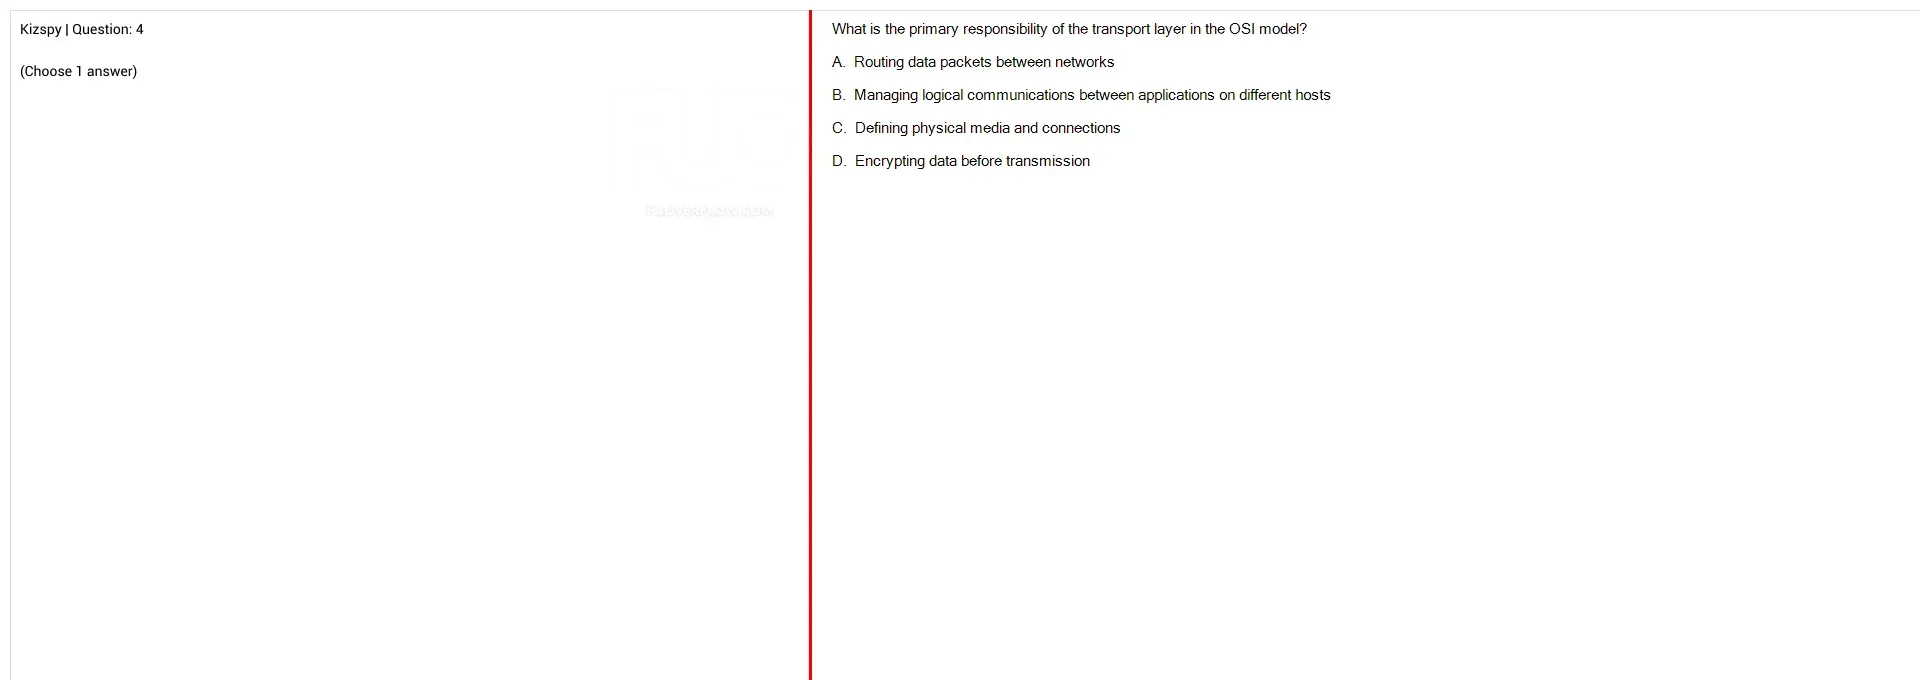 Kizspy | Question: 4
(Choose 1 answer)
FUOVERFLOW.COM
What is the primary responsibility of the transport layer in the OSI model?
A. Routing data packets between networks
B. Managing logical communications between applications on different hosts
C. Defining physical media and connections
D. Encrypting data before transmission